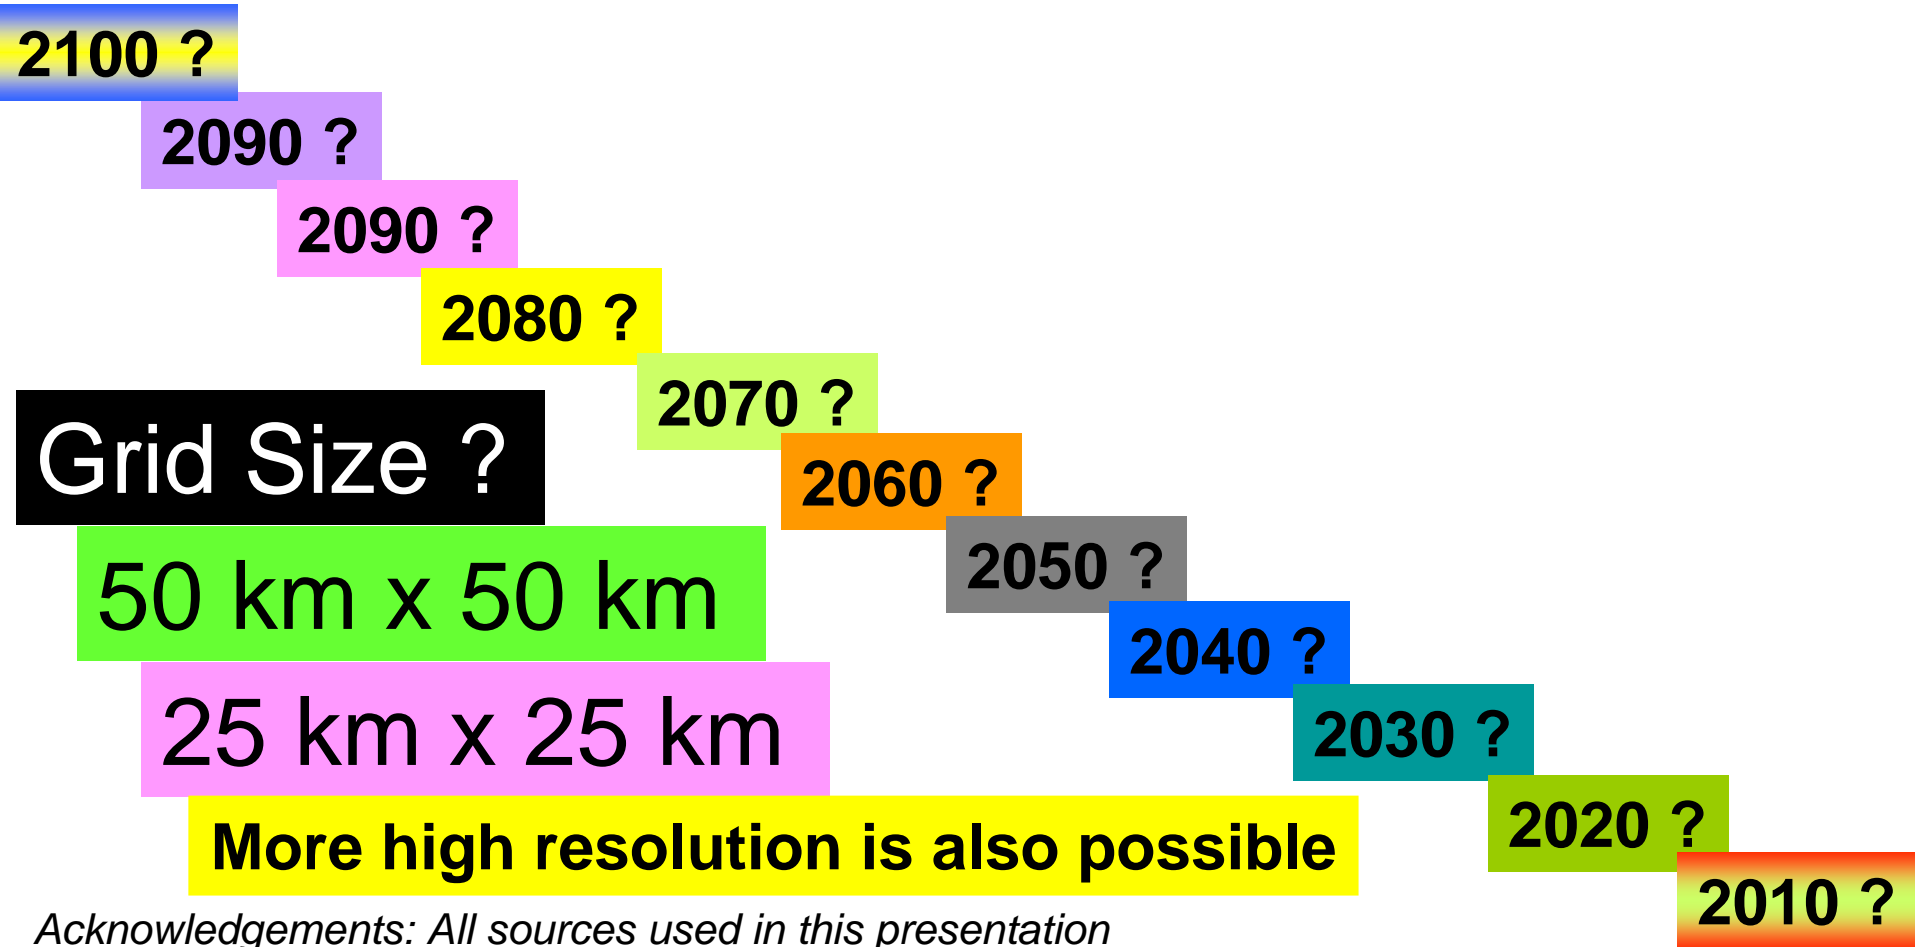 2100 ?
2090 ?
2090 ?
2080 ?
2070 ?
Grid Size ?
2060 ?
50 km x 50 km
2050 ?
2040 ?
25 km x 25 km
2030 ?
More high resolution is also possible
2020 ?
2010 ?
Acknowledgements: All sources used in this presentation